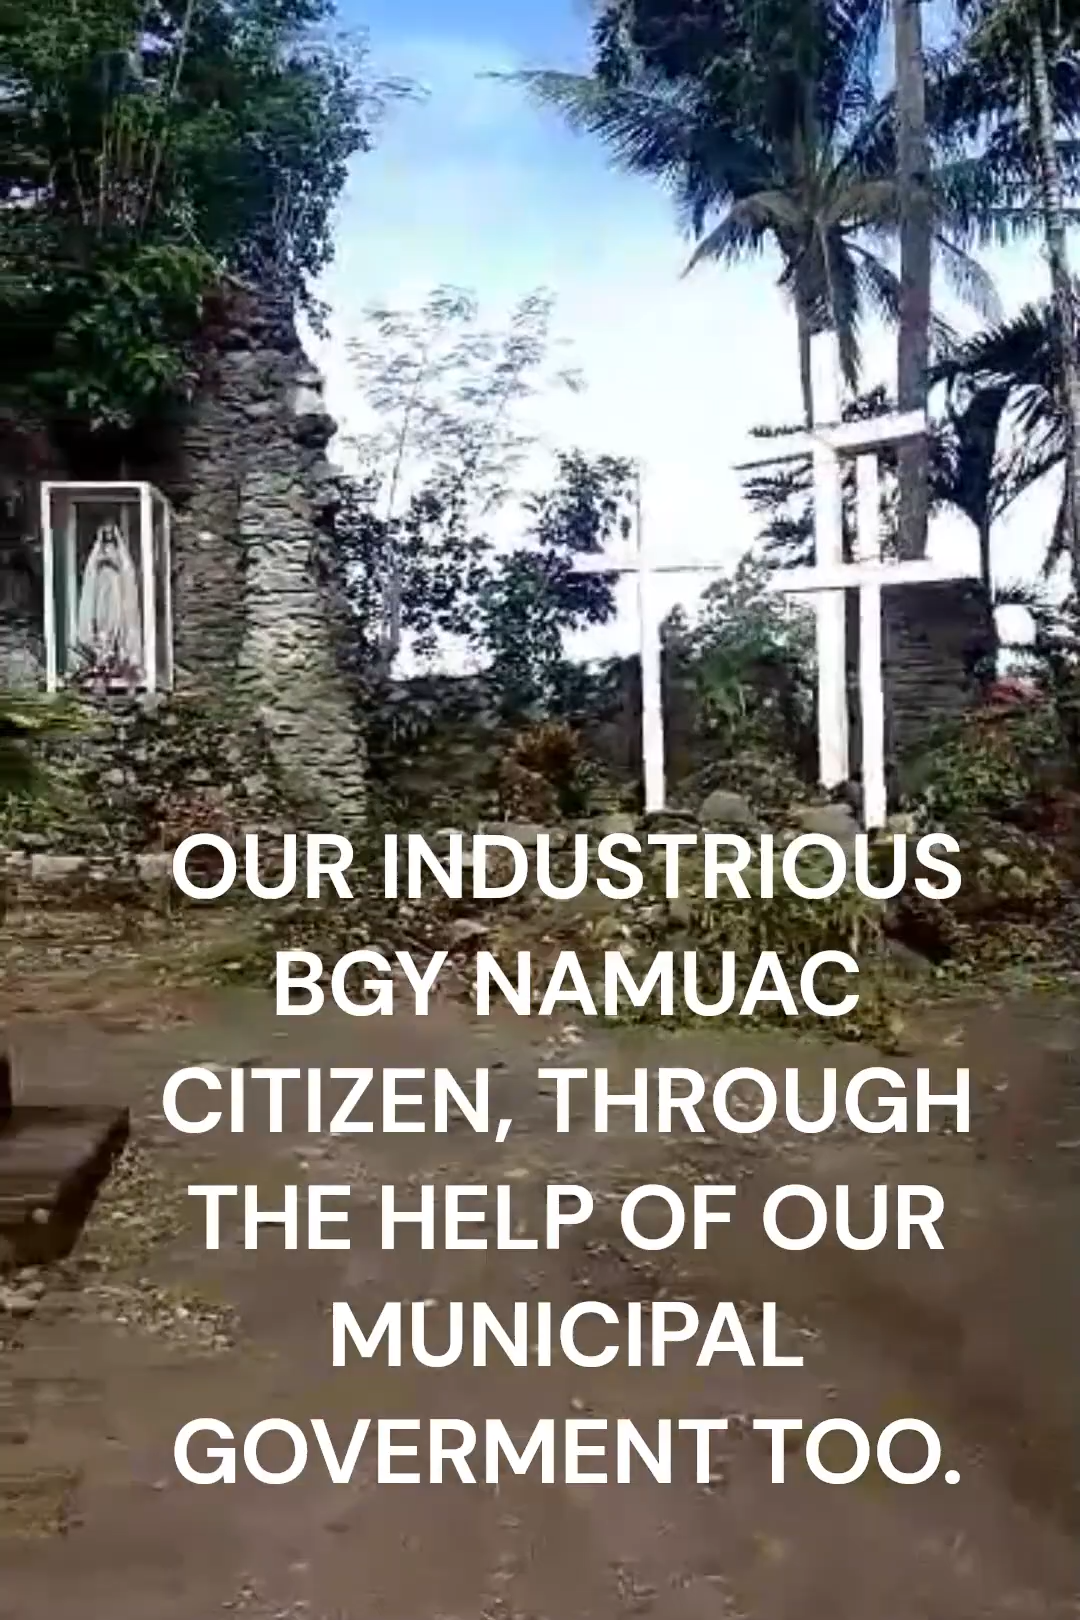 OUR INDUSTRIOUS
BGY NAMUAC
CITIZEN, THROUGH
THE HELP OF OUR
MUNICIPAL
GOVERMENT TOO.